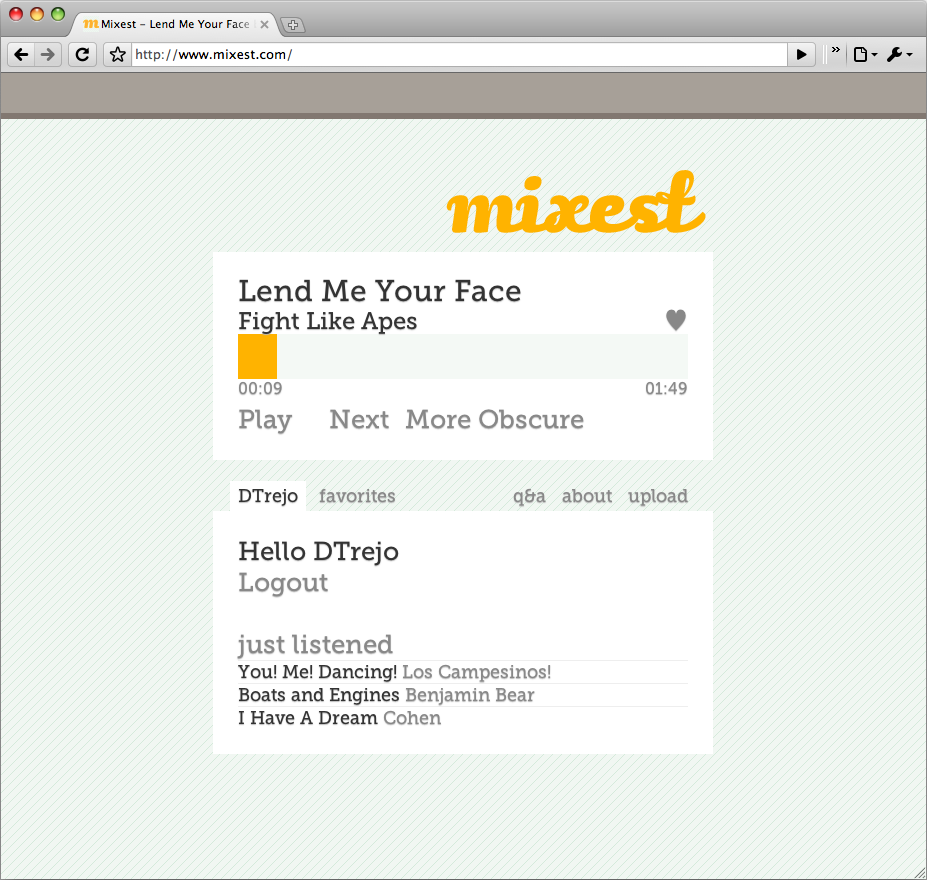 m Mixest – Lend Me Your Face
http://www.mixest.com/
mixest
Lend Me Your Face
Fight Like Apes
00:09 01:49
Play Next More Obscure
DTrejo favorites q&a about upload
Hello DTrejo
Logout
just listened
You! Me! Dancing! Los Campesinos!
Boats and Engines Benjamin Bear
I Have A Dream Cohen